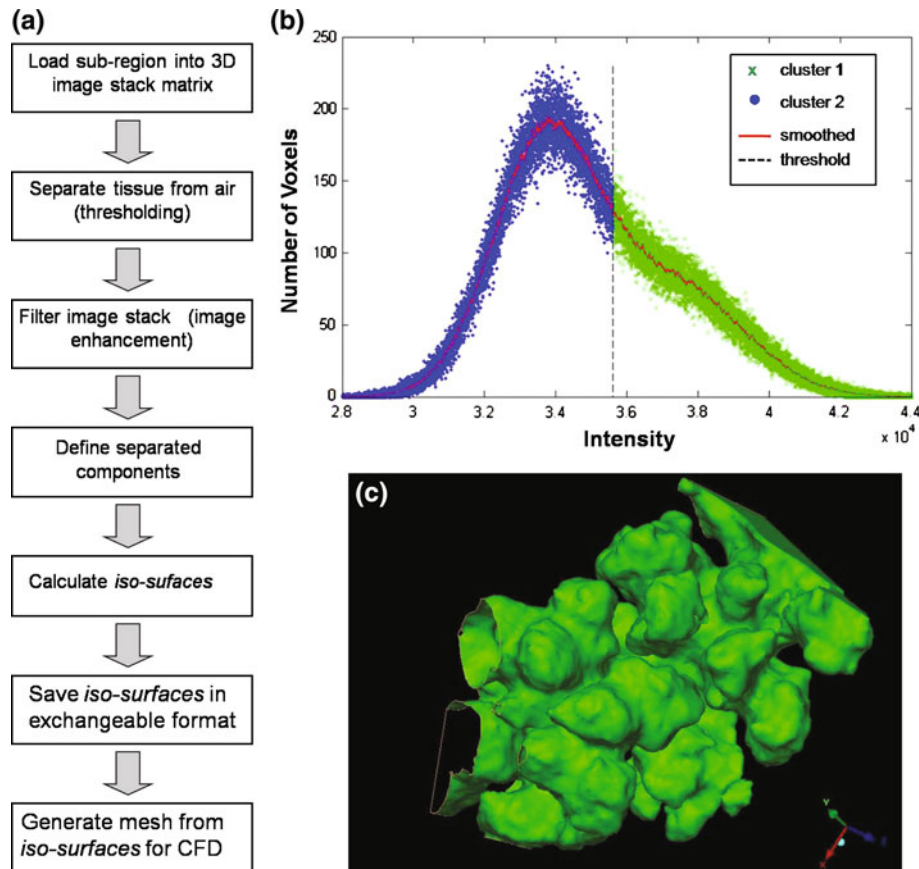 (a)
Load sub-region into 3D
image stack matrix
Separate tissue from air
(thresholding)
Filter image stack (image
enhancement)
Define separated
components
Calculate iso-sufaces
Save iso-surfaces in
exchangeable format
Generate mesh from
iso-surfaces for CFD
(b)
250
200
150
100
50
0
Number of Voxels
2.8
3.0
3.2
3.4
3.6
3.8
4.0
4.2
4.4
Intensity
x 10⁴
x cluster 1
cluster 2
smoothed
threshold
(c)
Y
X